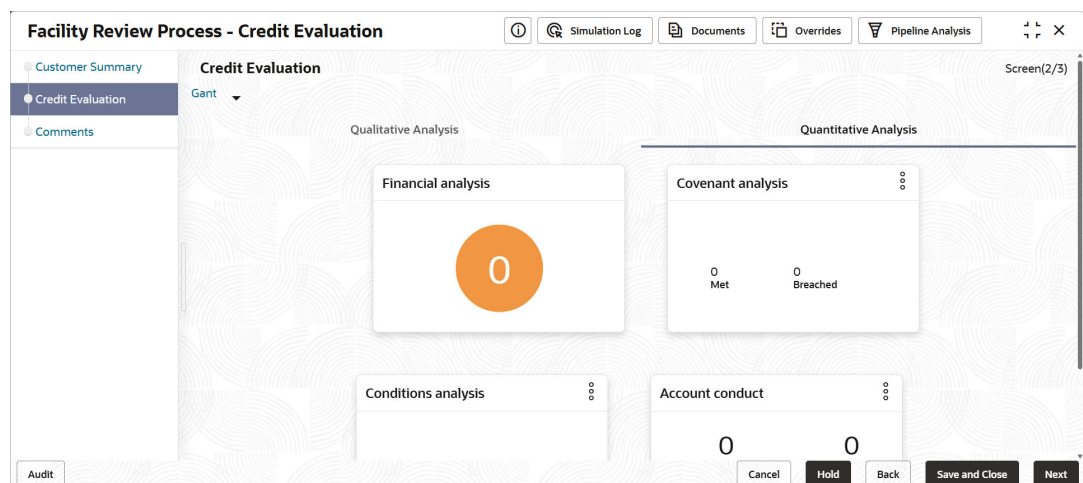 Facility Review Process - Credit Evaluation
Simulation Log
Documents
Overrides
Pipeline Analysis
Customer Summary
Credit Evaluation
Comments
Credit Evaluation
Screen(2/3)
Gant
Qualitative Analysis
Quantitative Analysis
Financial analysis
0
Covenant analysis
0
Met
0
Breached
Conditions analysis
Account conduct
0 0
Audit
Cancel
Hold
Back
Save and Close
Next